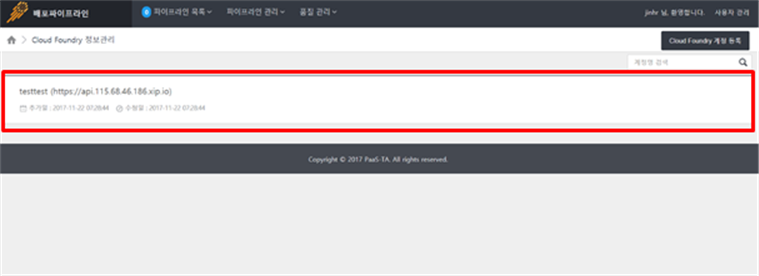 배포파이프라인 파이프라인 목록 파이프라인 관리 품질 관리 jinhr 님, 환영합니다. 사용자 관리
Cloud Foundry 정보관리 Cloud Foundry 계정 등록
계정명 검색
testtest (https://api.115.68.46.186.xip.io)
추가일 : 2017-11-22 07:28:44 수정일 : 2017-11-22 07:28:44
Copyright © 2017 PaaS-TA. All rights reserved.